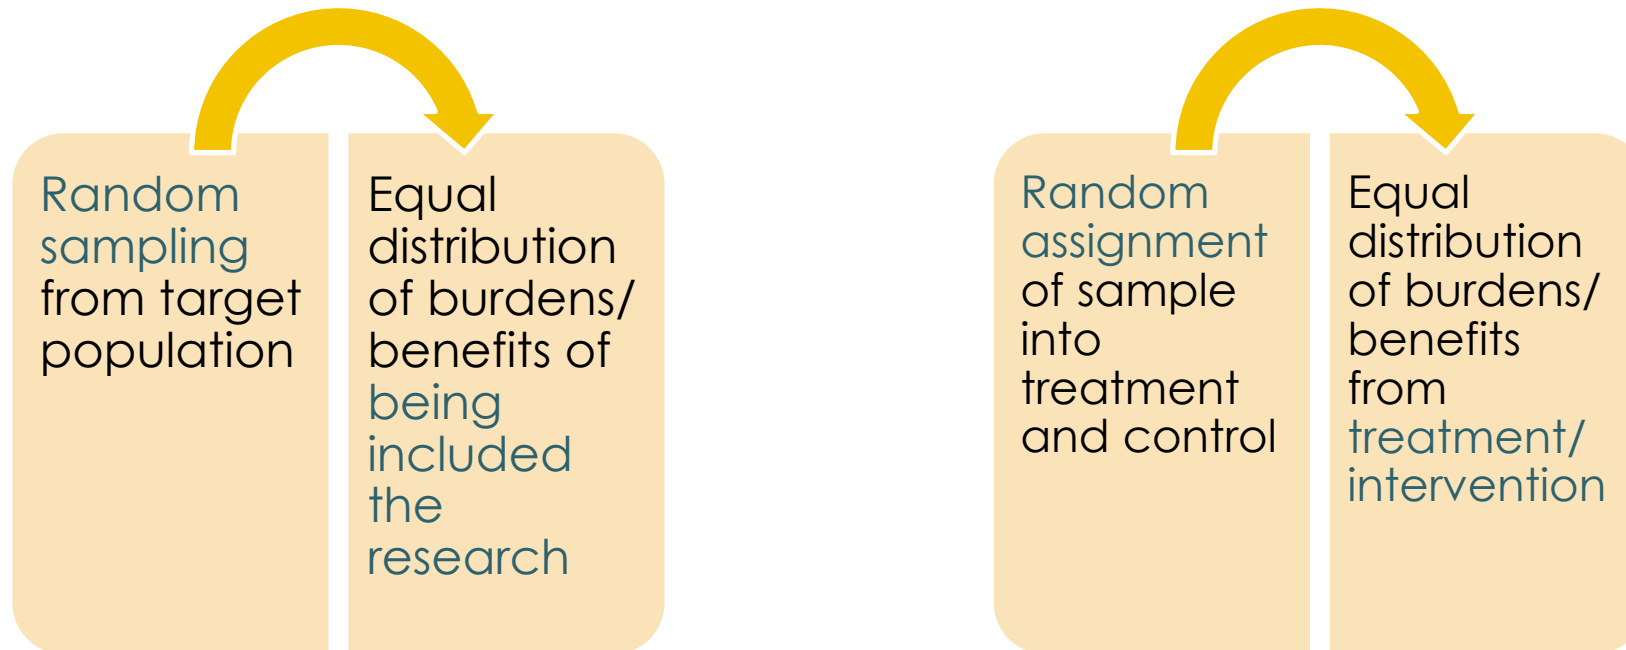 Random
sampling
from target
population
Equal
distribution
of burdens/
benefits of
being
included
the
research
Random
assignment
of sample
into
treatment
and control
Equal
distribution
of burdens/
benefits
from
treatment/
intervention